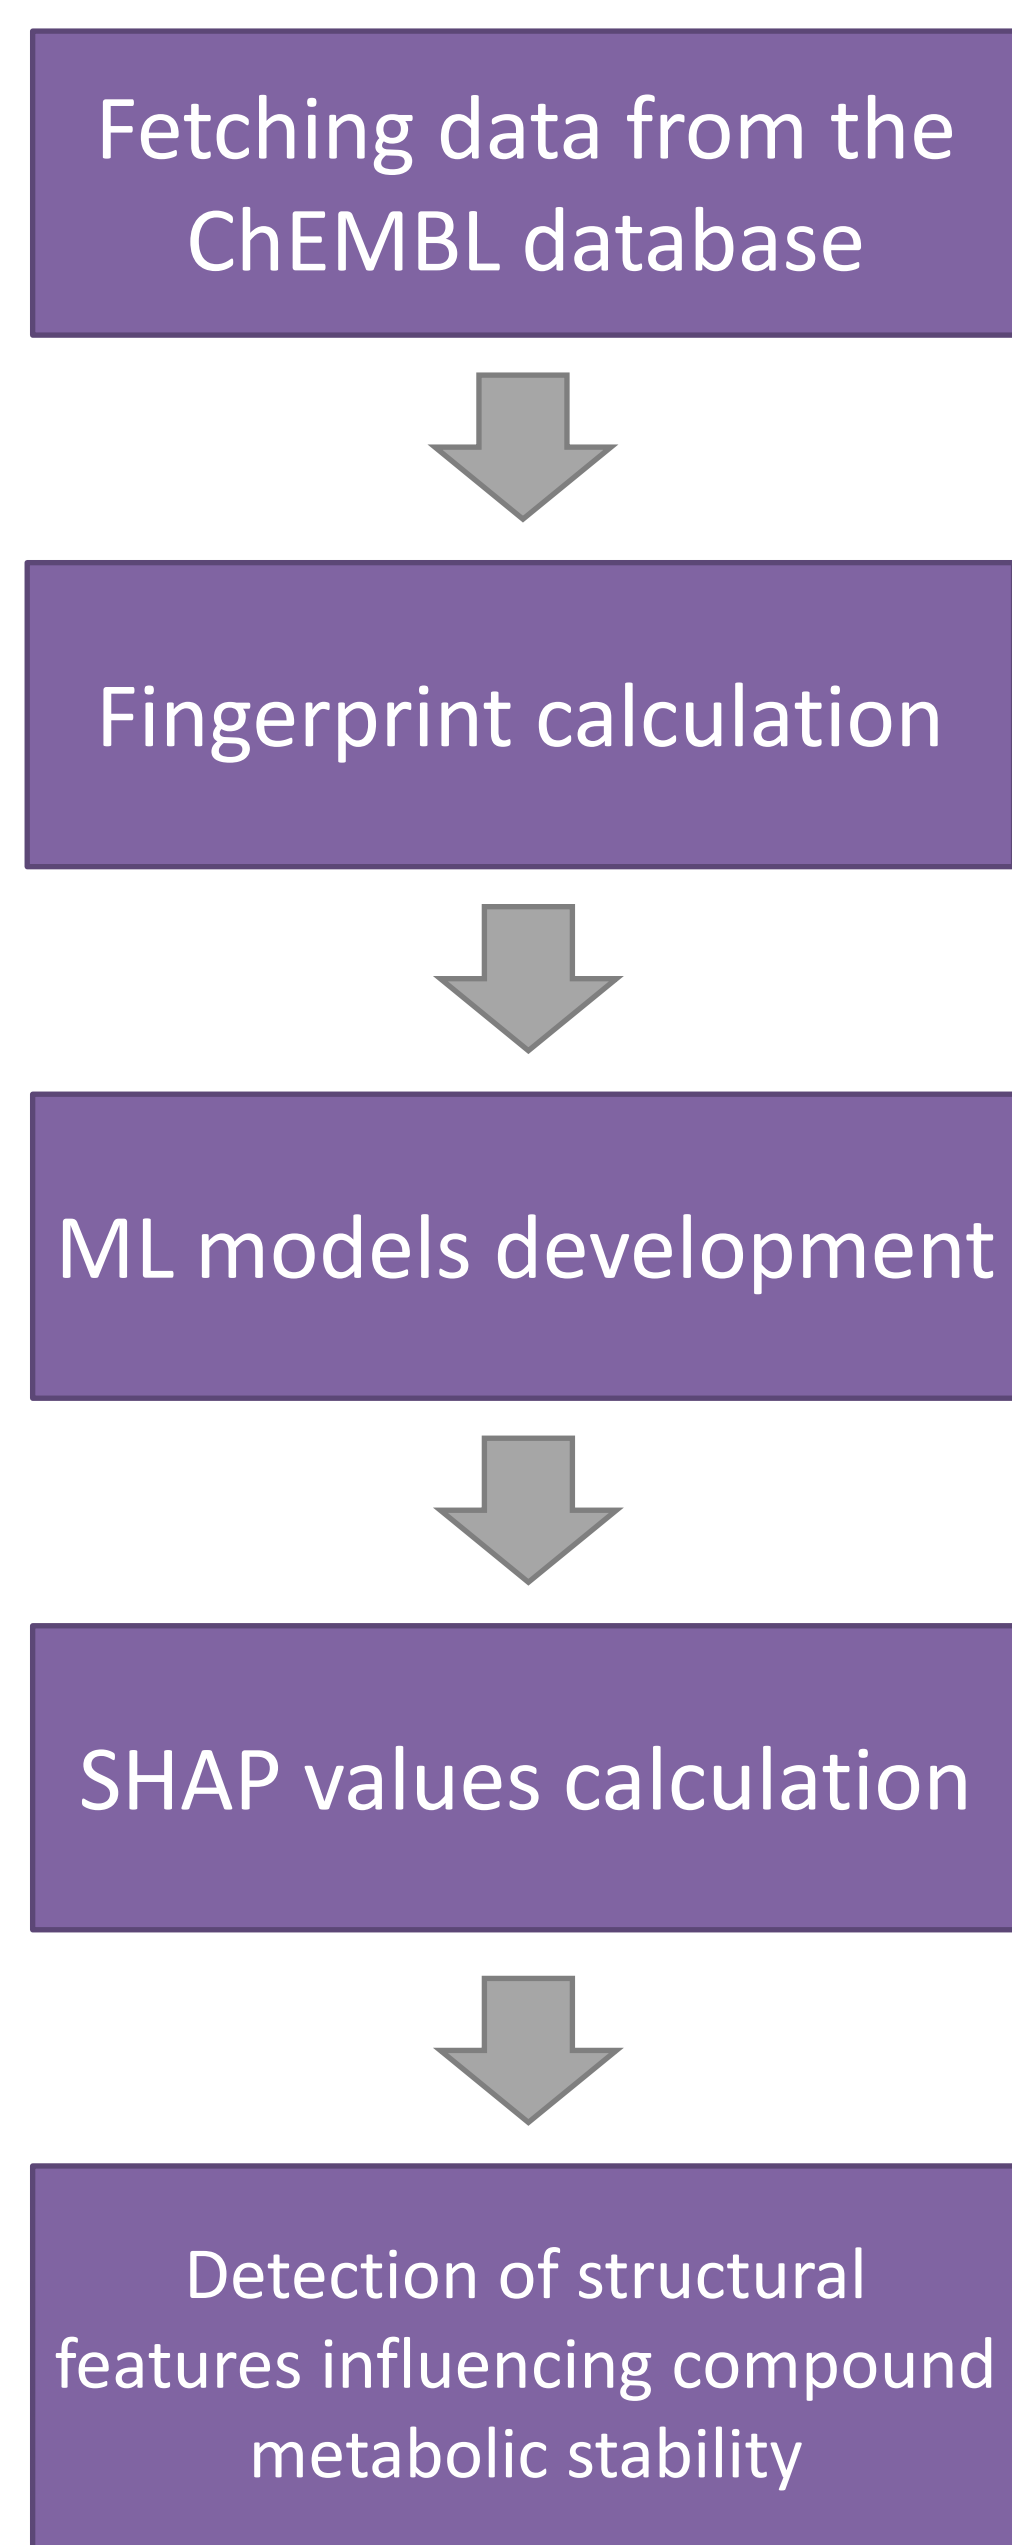 Fetching data from the
ChEMBL database
Fingerprint calculation
ML models development
SHAP values calculation
Detection of structural
features influencing compound
metabolic stability